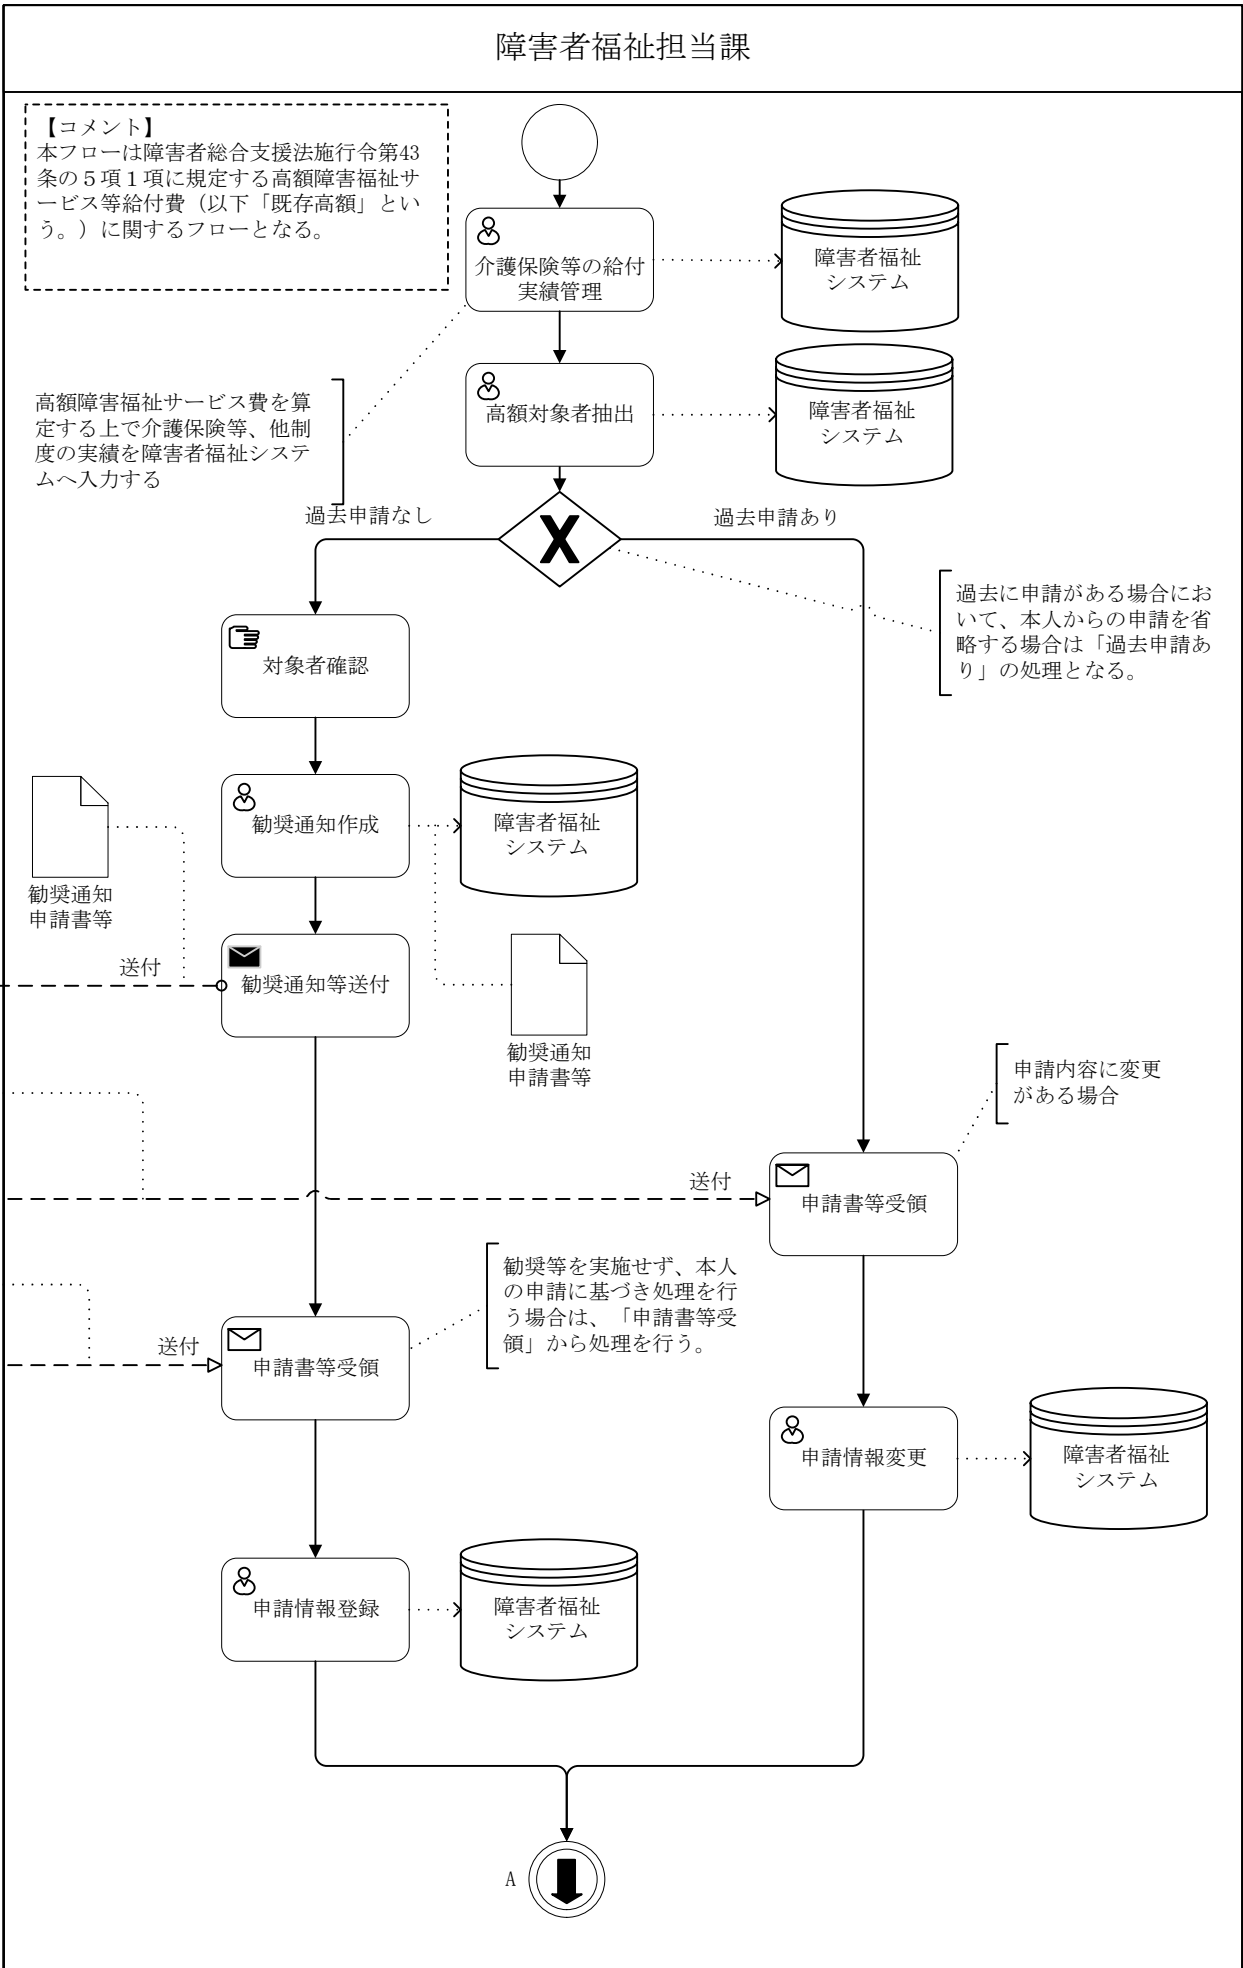 障害者福祉担当課
【コメント】
本フローは障害者総合支援法施行令第43
条の５項１項に規定する高額障害福祉サ
ービス等給付費（以下「既存高額」とい
う。）に関するフローとなる。
介護保険等の給付
実績管理
障害者福祉
システム
高額障害福祉サービス費を算
定する上で介護保険等、他制
度の実績を障害者福祉システ
ムへ入力する
高額対象者抽出
障害者福祉
システム
過去申請なし
過去申請あり
X
過去に申請がある場合にお
いて、本人からの申請を省
略する場合は「過去申請あ
り」の処理となる。
対象者確認
勧奨通知作成
障害者福祉
システム
勧奨通知
申請書等
送付
勧奨通知等送付
勧奨通知
申請書等
申請内容に変更
がある場合
送付
申請書等受領
勧奨等を実施せず、本人
の申請に基づき処理を行
う場合は、「申請書等受
領」から処理を行う。
送付
申請書等受領
申請情報変更
障害者福祉
システム
申請情報登録
障害者福祉
システム
A